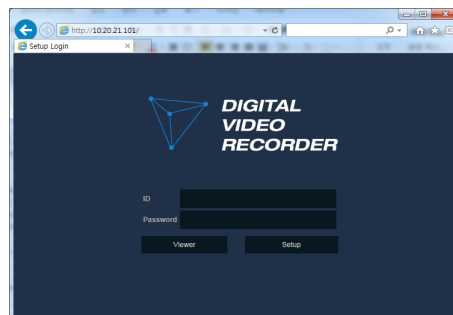 http://10.20.21.101/
Setup Login
DIGITAL
VIDEO
RECORDER
ID
Password
Viewer
Setup